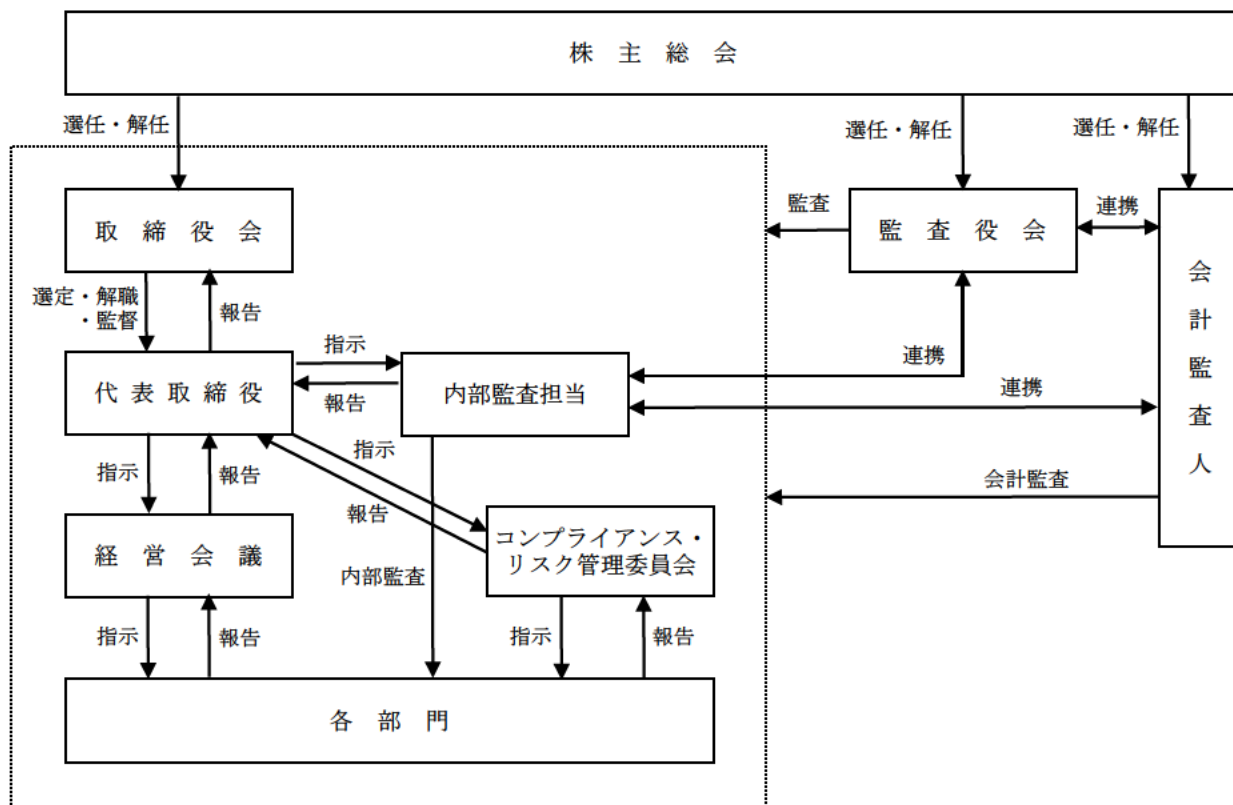 株主総会
選任・解任
選任・解任
選任・解任
取締役会
監査
監査役会
連携
会計監査人
選定・解職
・監督
報告
指示
連携
代表取締役
報告
内部監査担当
連携
指示
報告
指示
報告
会計監査
経営会議
内部監査
コンプライアンス・
リスク管理委員会
指示
報告
指示
報告
各部門